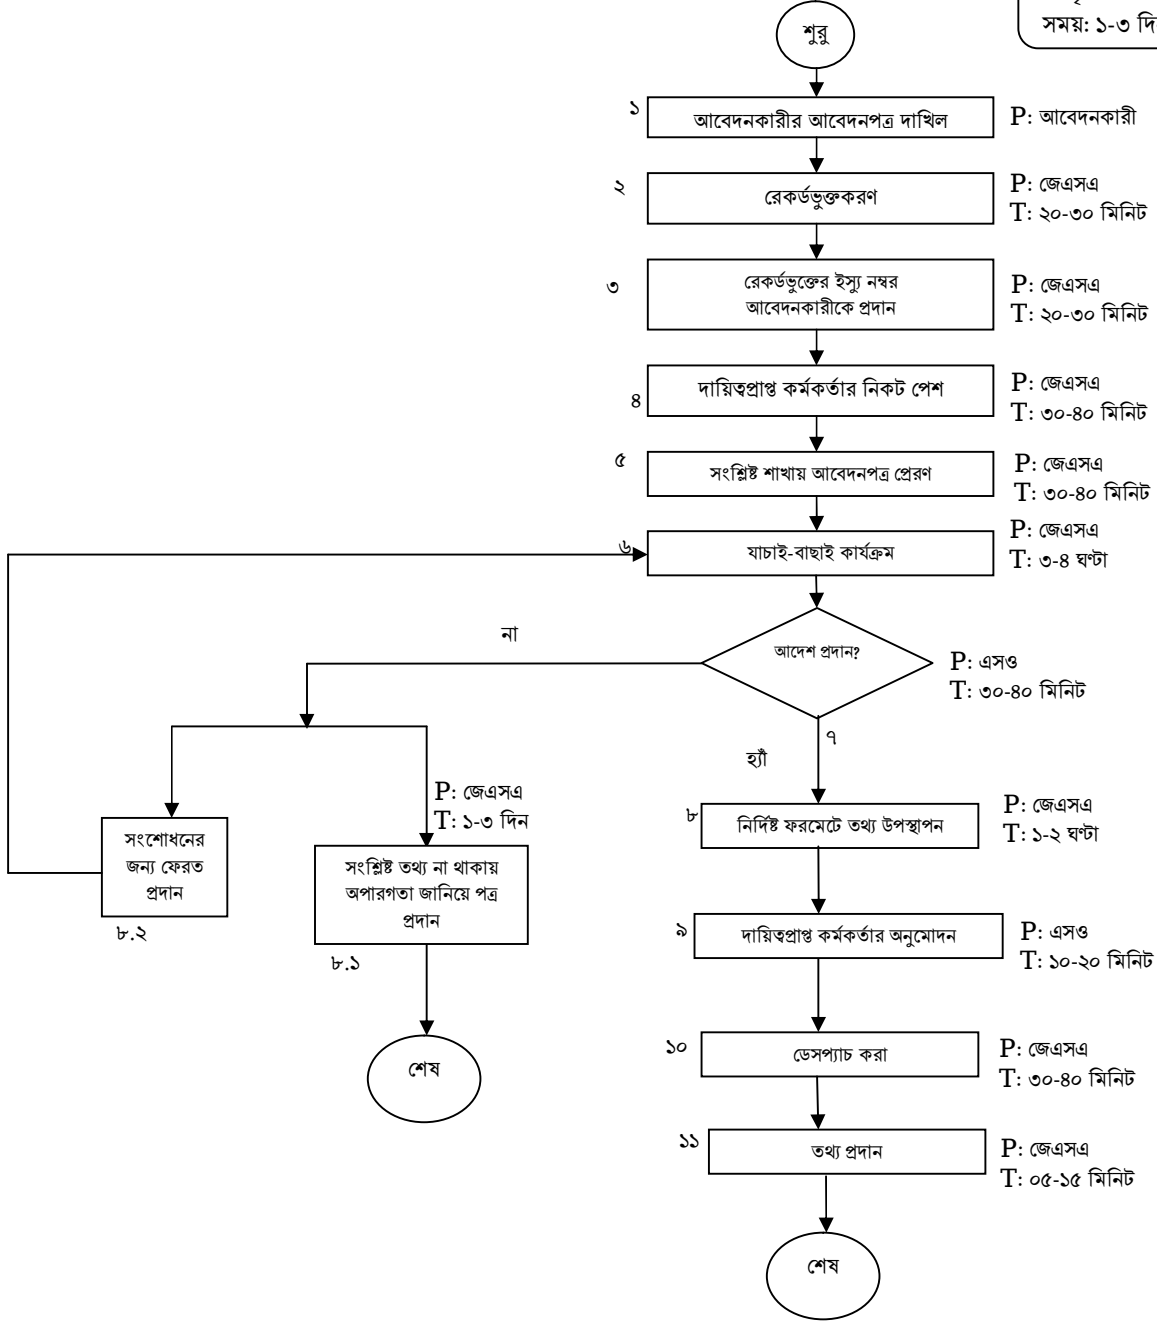 সময়: ১-৩ দি
শুরু
১
আবেদনকারীর আবেদনপত্র দাখিল
P: আবেদনকারী
২
রেকর্ডভুক্তকরণ
P: জেএসএ
T: ২০-৩০ মিনিট
৩
রেকর্ডভুক্তের ইস্যু নম্বর
আবেদনকারীকে প্রদান
P: জেএসএ
T: ২০-৩০ মিনিট
৪
দায়িত্বপ্রাপ্ত কর্মকর্তার নিকট পেশ
P: জেএসএ
T: ৩০-৪০ মিনিট
৫
সংশ্লিষ্ট শাখায় আবেদনপত্র প্রেরণ
P: জেএসএ
T: ৩০-৪০ মিনিট
৬
যাচাই-বাছাই কার্যক্রম
P: জেএসএ
T: ৩-৪ ঘণ্টা
আদেশ প্রদান?
P: এসও
T: ৩০-৪০ মিনিট
না
৭
হ্যাঁ
P: জেএসএ
T: ১-৩ দিন
সংশোধনের
জন্য ফেরত
প্রদান
৮.২
সংশ্লিষ্ট তথ্য না থাকায়
অপারগতা জানিয়ে পত্র
প্রদান
৮.১
শেষ
৮
নির্দিষ্ট ফরমেটে তথ্য উপস্থাপন
P: জেএসএ
T: ১-২ ঘণ্টা
৯
দায়িত্বপ্রাপ্ত কর্মকর্তার অনুমোদন
P: এসও
T: ১০-২০ মিনিট
১০
ডেসপ্যাচ করা
P: জেএসএ
T: ৩০-৪০ মিনিট
১১
তথ্য প্রদান
P: জেএসএ
T: ০৫-১৫ মিনিট
শেষ